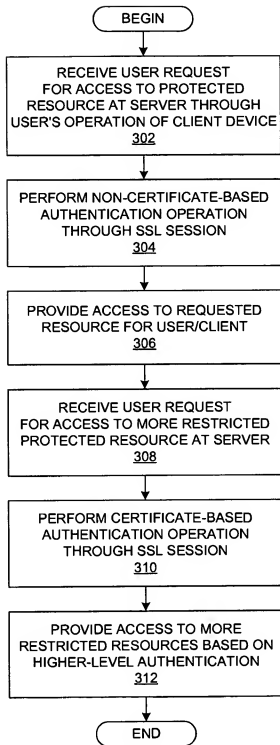 BEGIN
RECEIVE USER REQUEST
FOR ACCESS TO PROTECTED
RESOURCE AT SERVER THROUGH
USER'S OPERATION OF CLIENT DEVICE
302
PERFORM NON-CERTIFICATE-BASED
AUTHENTICATION OPERATION
THROUGH SSL SESSION
304
PROVIDE ACCESS TO REQUESTED
RESOURCE FOR USER/CLIENT
306
RECEIVE USER REQUEST
FOR ACCESS TO MORE RESTRICTED
PROTECTED RESOURCE AT SERVER
308
PERFORM CERTIFICATE-BASED
AUTHENTICATION OPERATION
THROUGH SSL SESSION
310
PROVIDE ACCESS TO MORE
RESTRICTED RESOURCES BASED ON
HIGHER-LEVEL AUTHENTICATION
312
END